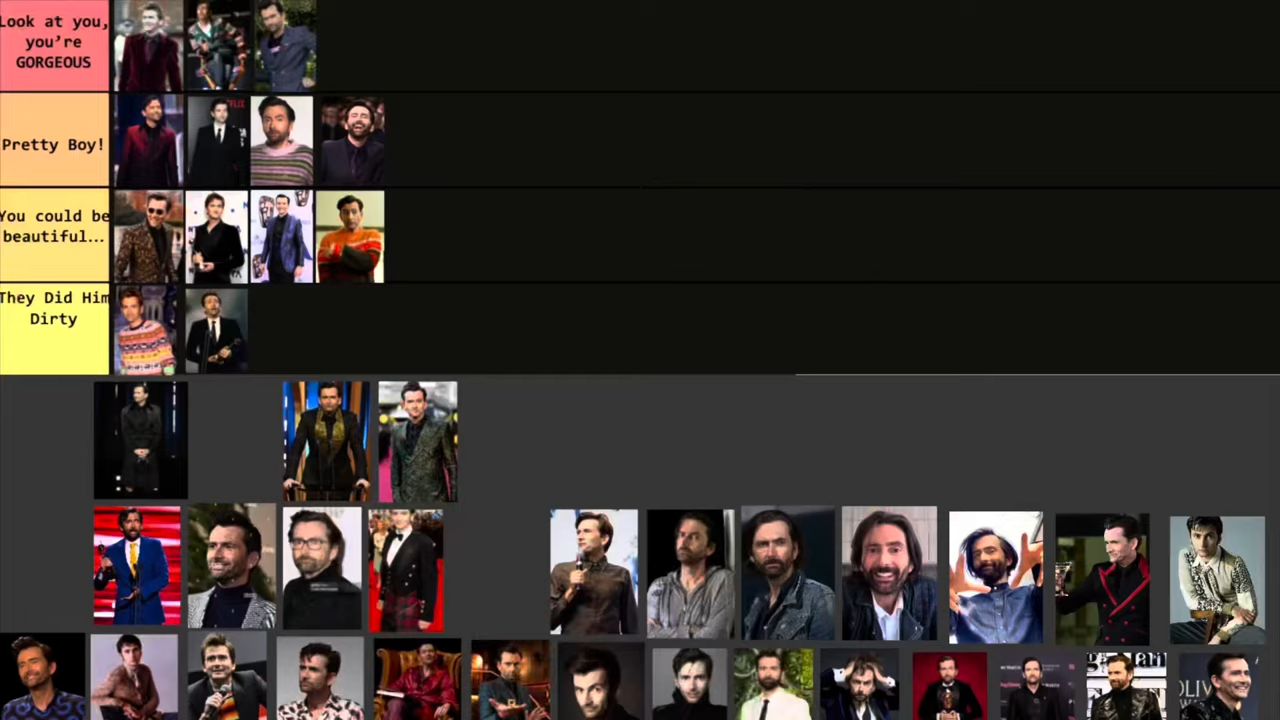 Look at you,
you're
GORGEOUS
Pretty Boy!
You could be
beautiful...
They Did Him
Dirty